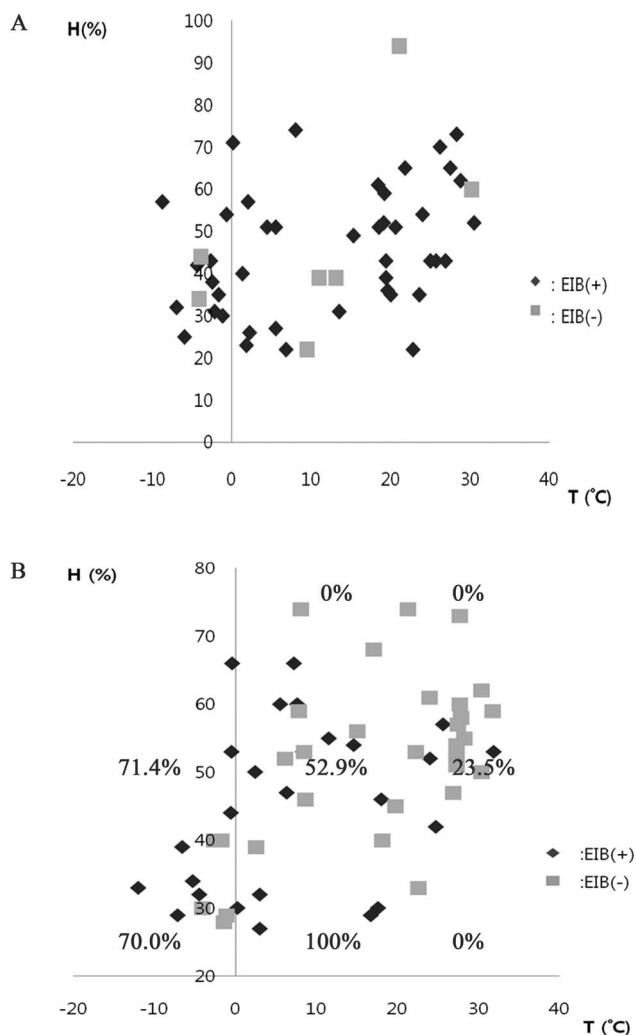 A
H(%)
100
90
80
70
60
50
40
30
20
10
0
-20 -10 0 10 20 30 40
T (°C)
: EIB(+)
: EIB(-)
B
H (%)
80
0% 0%
70
60
71.4% 52.9% 23.5%
50
40
:EIB(+)
:EIB(-)
30
70.0% 100% 0%
20
-20 -10 0 10 20 30 40
T (°C)